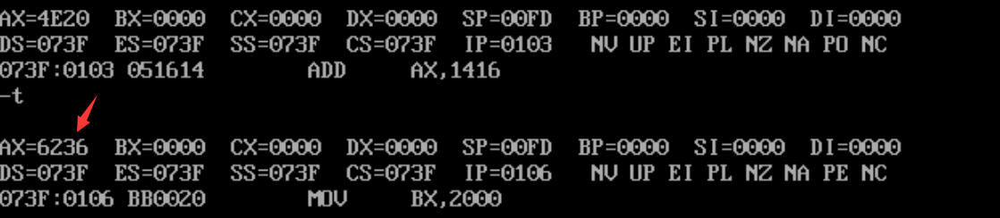 AX=4E20 BX=0000 CX=0000 DX=0000 SP=00FD BP=0000 SI=0000 DI=0000
DS=073F ES=073F SS=073F CS=073F IP=0103 NV UP EI PL NZ NA PO NC
073F:0103 051614 ADD AX,1416
-t
AX=6236 BX=0000 CX=0000 DX=0000 SP=00FD BP=0000 SI=0000 DI=0000
DS=073F ES=073F SS=073F CS=073F IP=0106 NV UP EI PL NZ NA PE NC
073F:0106 BB0020 MOV BX,2000